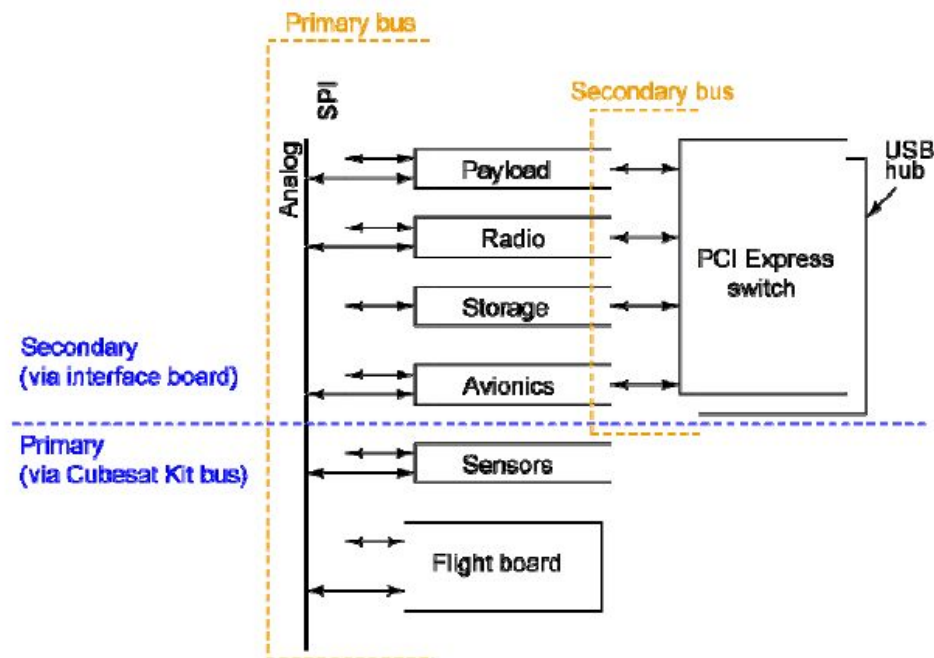 Primary bus
SPI
Analog
Secondary bus
USB
hub
Payload
Radio
PCI Express
switch
Storage
Secondary
(via interface board)
Avionics
Primary
(via Cubesat Kit bus)
Sensors
Flight board